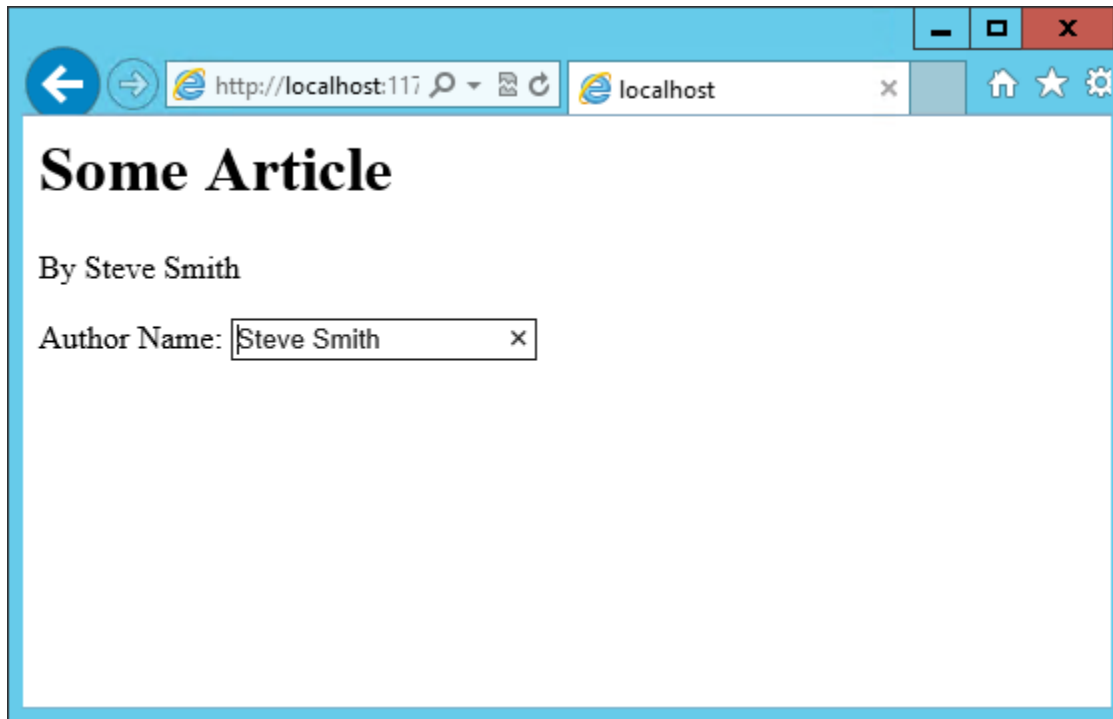 http://localhost:117
localhost
Some Article
By Steve Smith
Author Name: Steve Smith